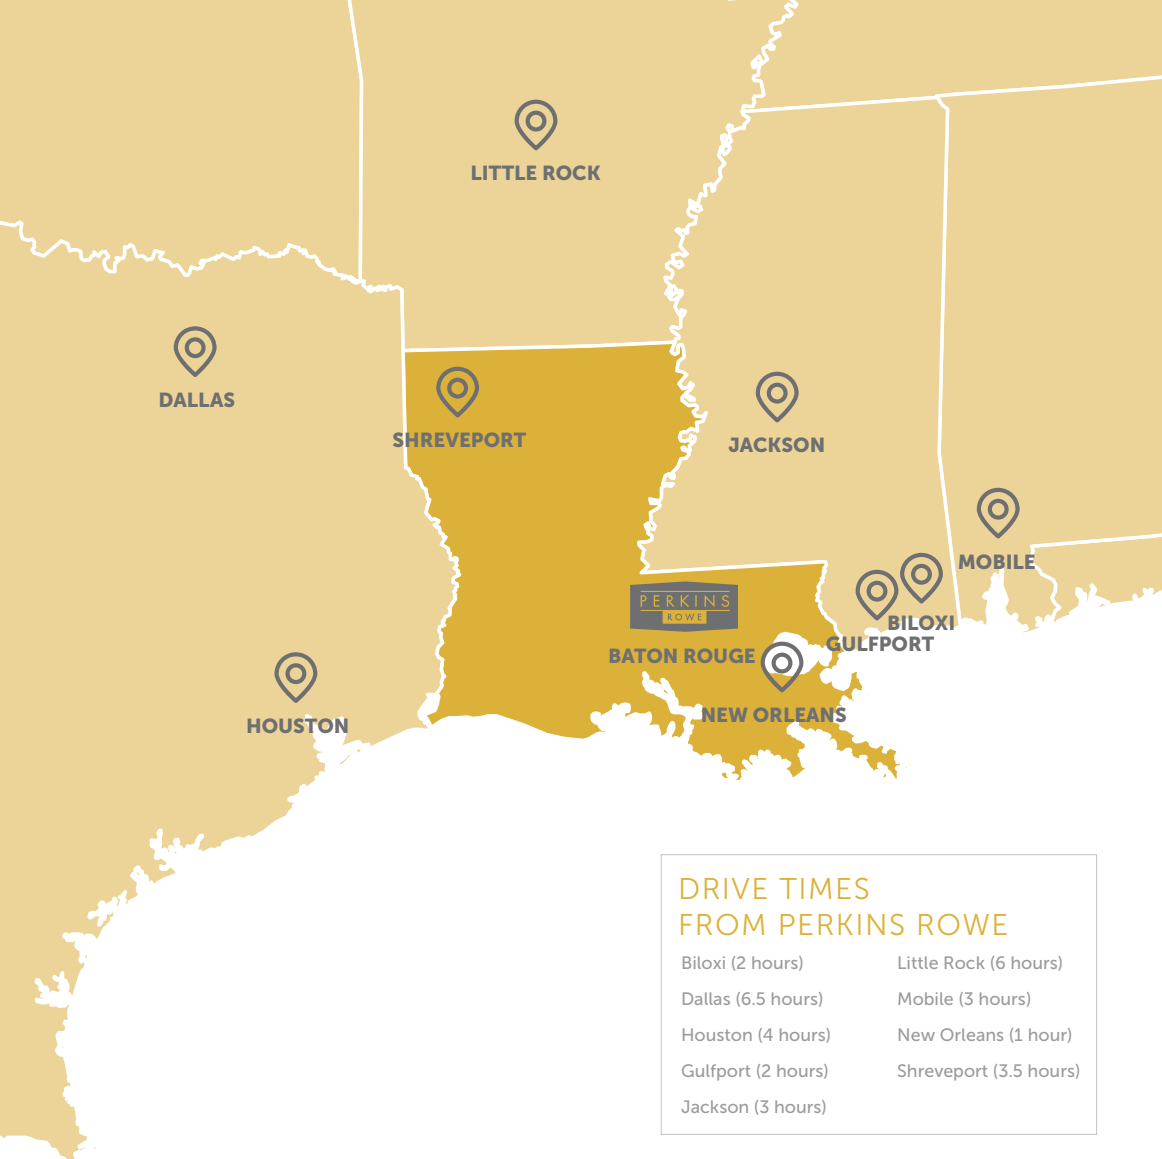 LITTLE ROCK
DALLAS
SHREVEPORT
JACKSON
MOBILE
PERKINS
ROWE
BILOXI
GULFPORT
BATON ROUGE
NEW ORLEANS
HOUSTON
DRIVE TIMES
FROM PERKINS ROWE
Biloxi (2 hours)
Dallas (6.5 hours)
Houston (4 hours)
Gulfport (2 hours)
Jackson (3 hours)
Little Rock (6 hours)
Mobile (3 hours)
New Orleans (1 hour)
Shreveport (3.5 hours)